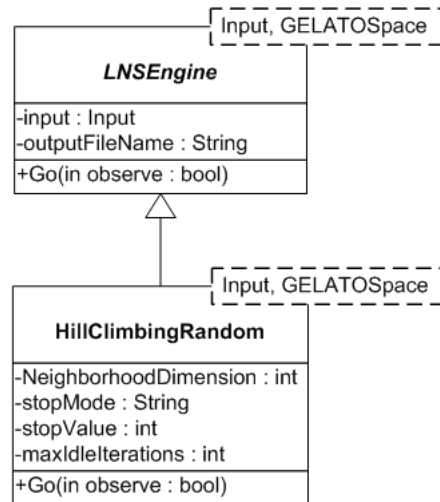 Input, GELATOSpace
LNSEngine
-input : Input
-outputFileName : String
+Go(in observe : bool)
Input, GELATOSpace
HillClimbingRandom
-NeighborhoodDimension : int
-stopMode : String
-stopValue : int
-maxIdleIterations : int
+Go(in observe : bool)